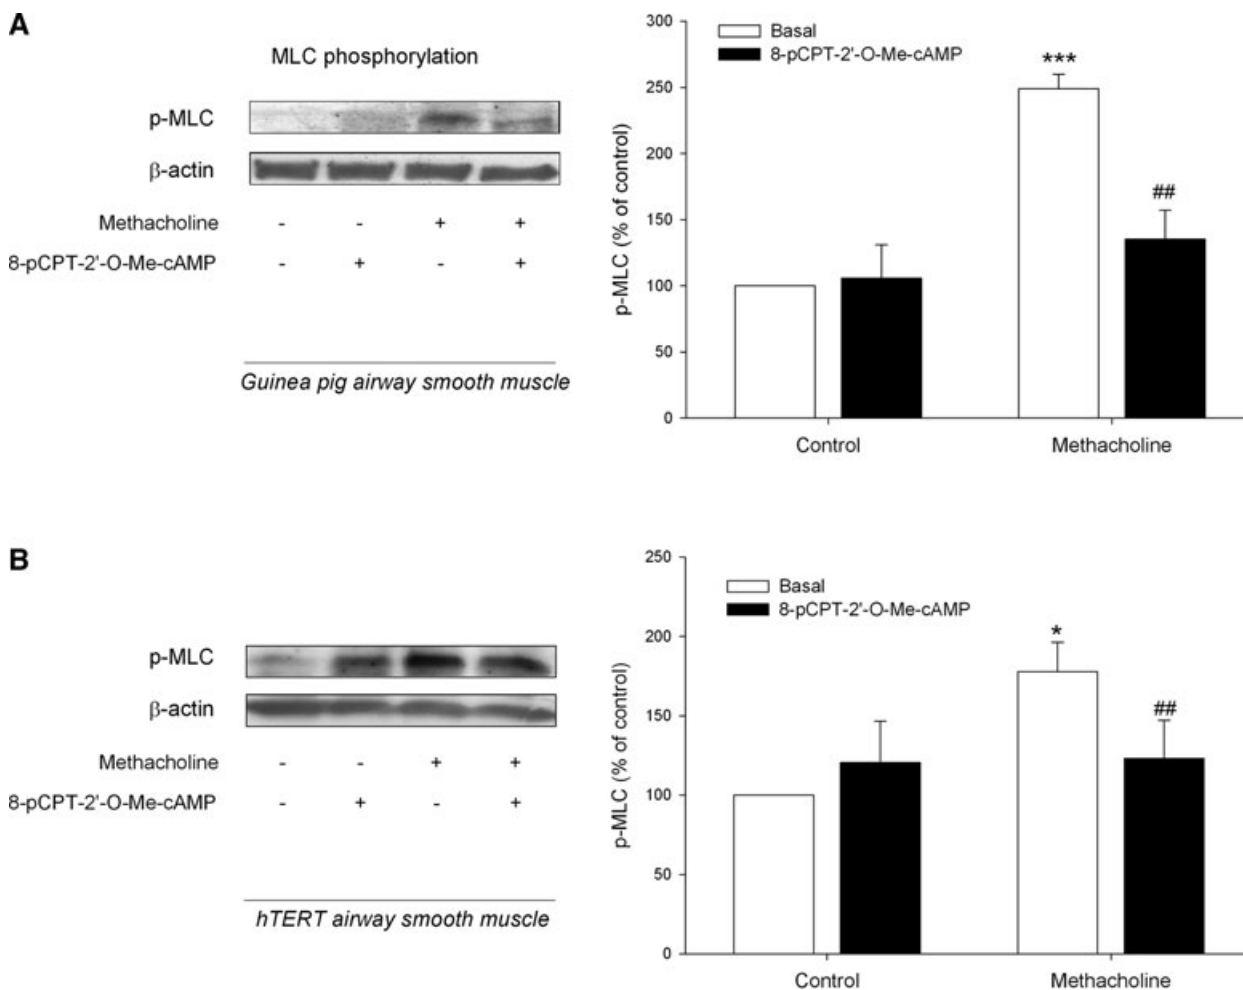 A
MLC phosphorylation
p-MLC
β-actin
Methacholine - - + +
8-pCPT-2'-O-Me-cAMP - + - +
Guinea pig airway smooth muscle
300
250
200
150
100
50
0
p-MLC (% of control)
Basal
8-pCPT-2'-O-Me-cAMP
***
##
Control Methacholine
B
p-MLC
β-actin
Methacholine - - + +
8-pCPT-2'-O-Me-cAMP - + - +
hTERT airway smooth muscle
250
200
150
100
50
0
p-MLC (% of control)
Basal
8-pCPT-2'-O-Me-cAMP
*
##
Control Methacholine